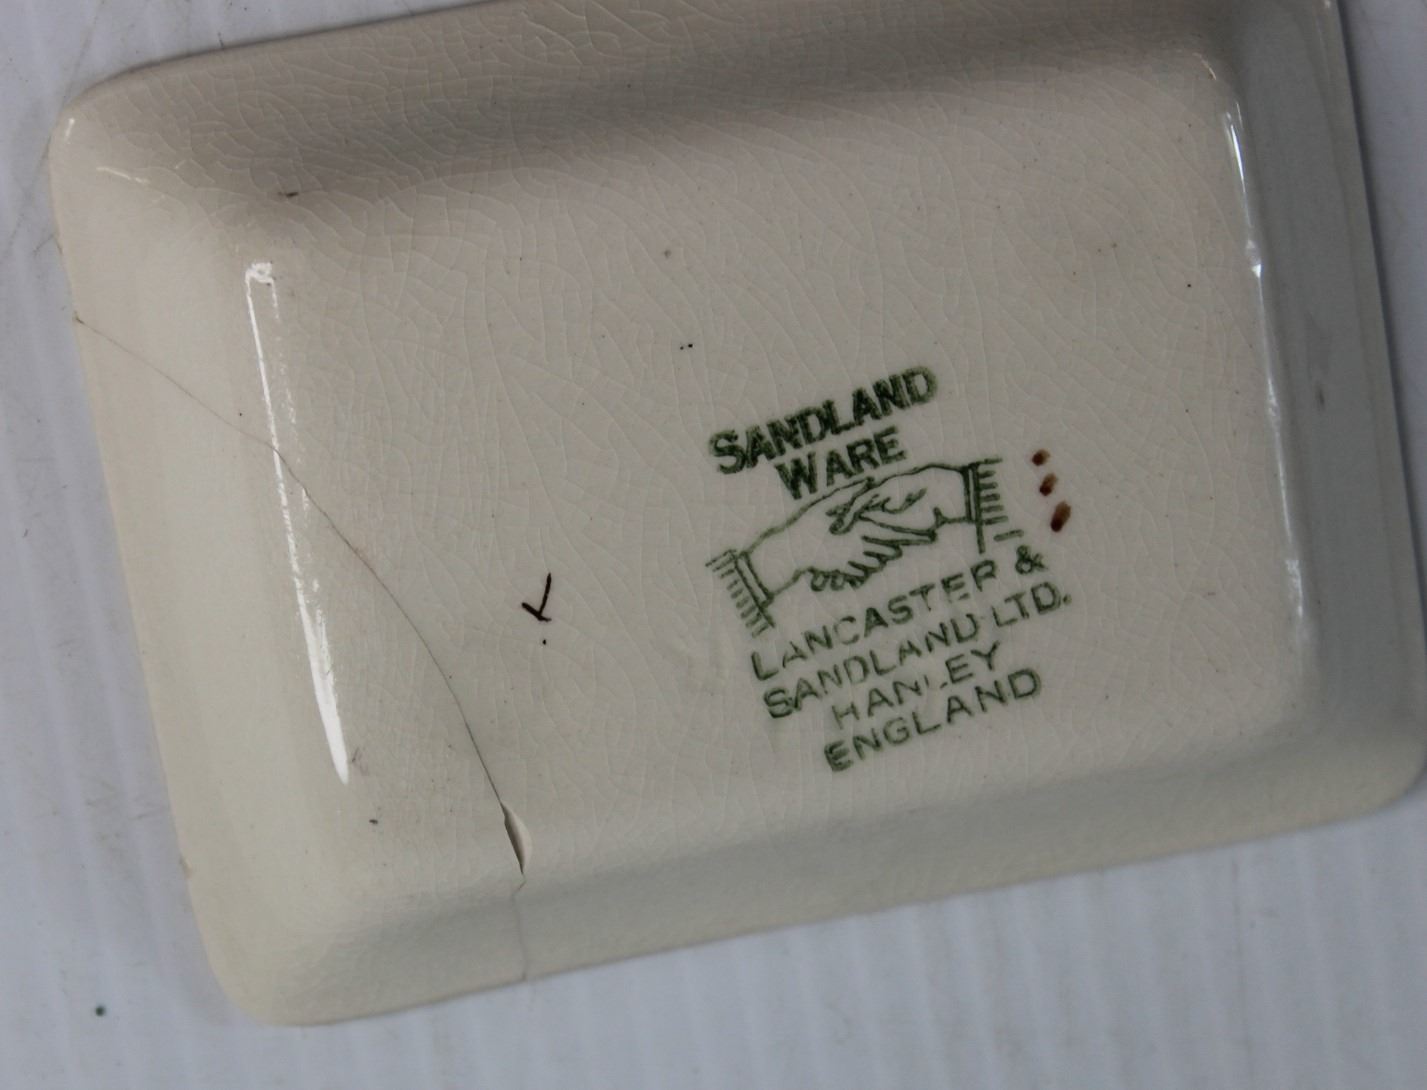 SANDLAND
WARE
LANCASTER &
SANDLAND LTD.
HANLEY
ENGLAND